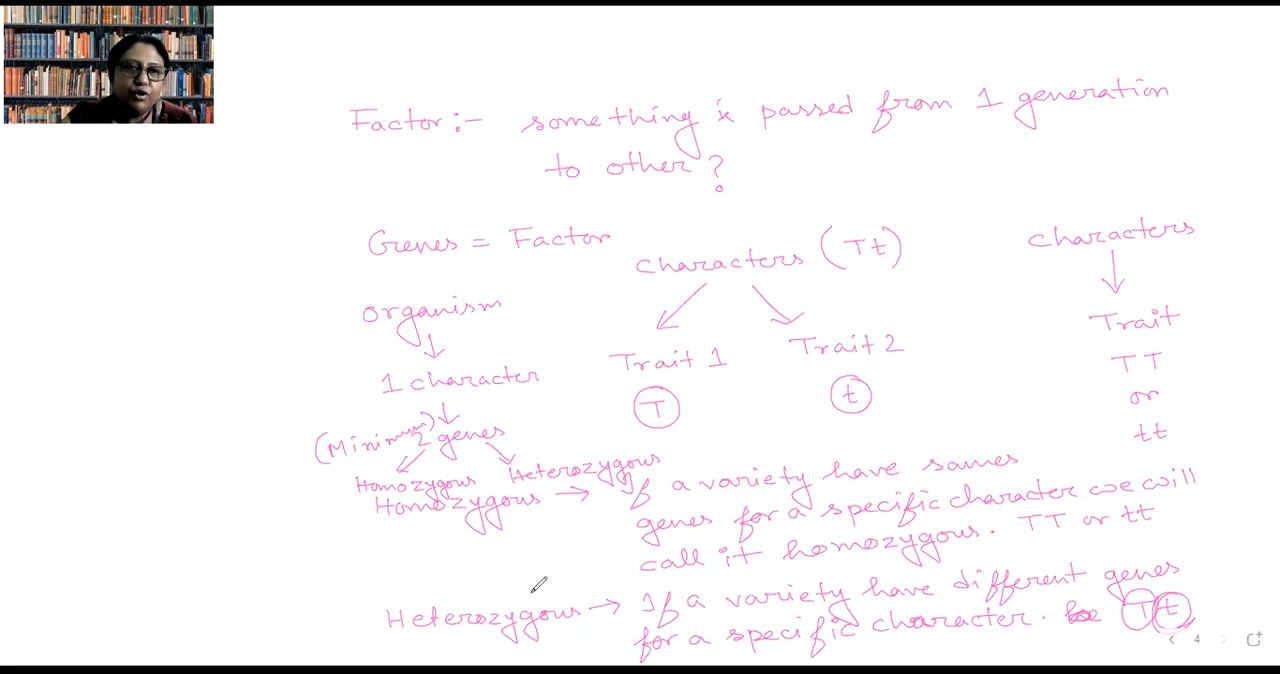 Factor:- something is passed from 1 generation
to other?
Genes = Factor
characters (Tt)
characters
organism
1 character
(Minimum) 2 genes
Homozygous Heterozygous
Trait 1
T
Trait 2
t
Trait
TT
or
tt
Homozygous → If a variety have sames
genes for a specific character we will
call it homozygous. TT or tt
Heterozygous → If a variety have different genes
for a specific character. Tt
4